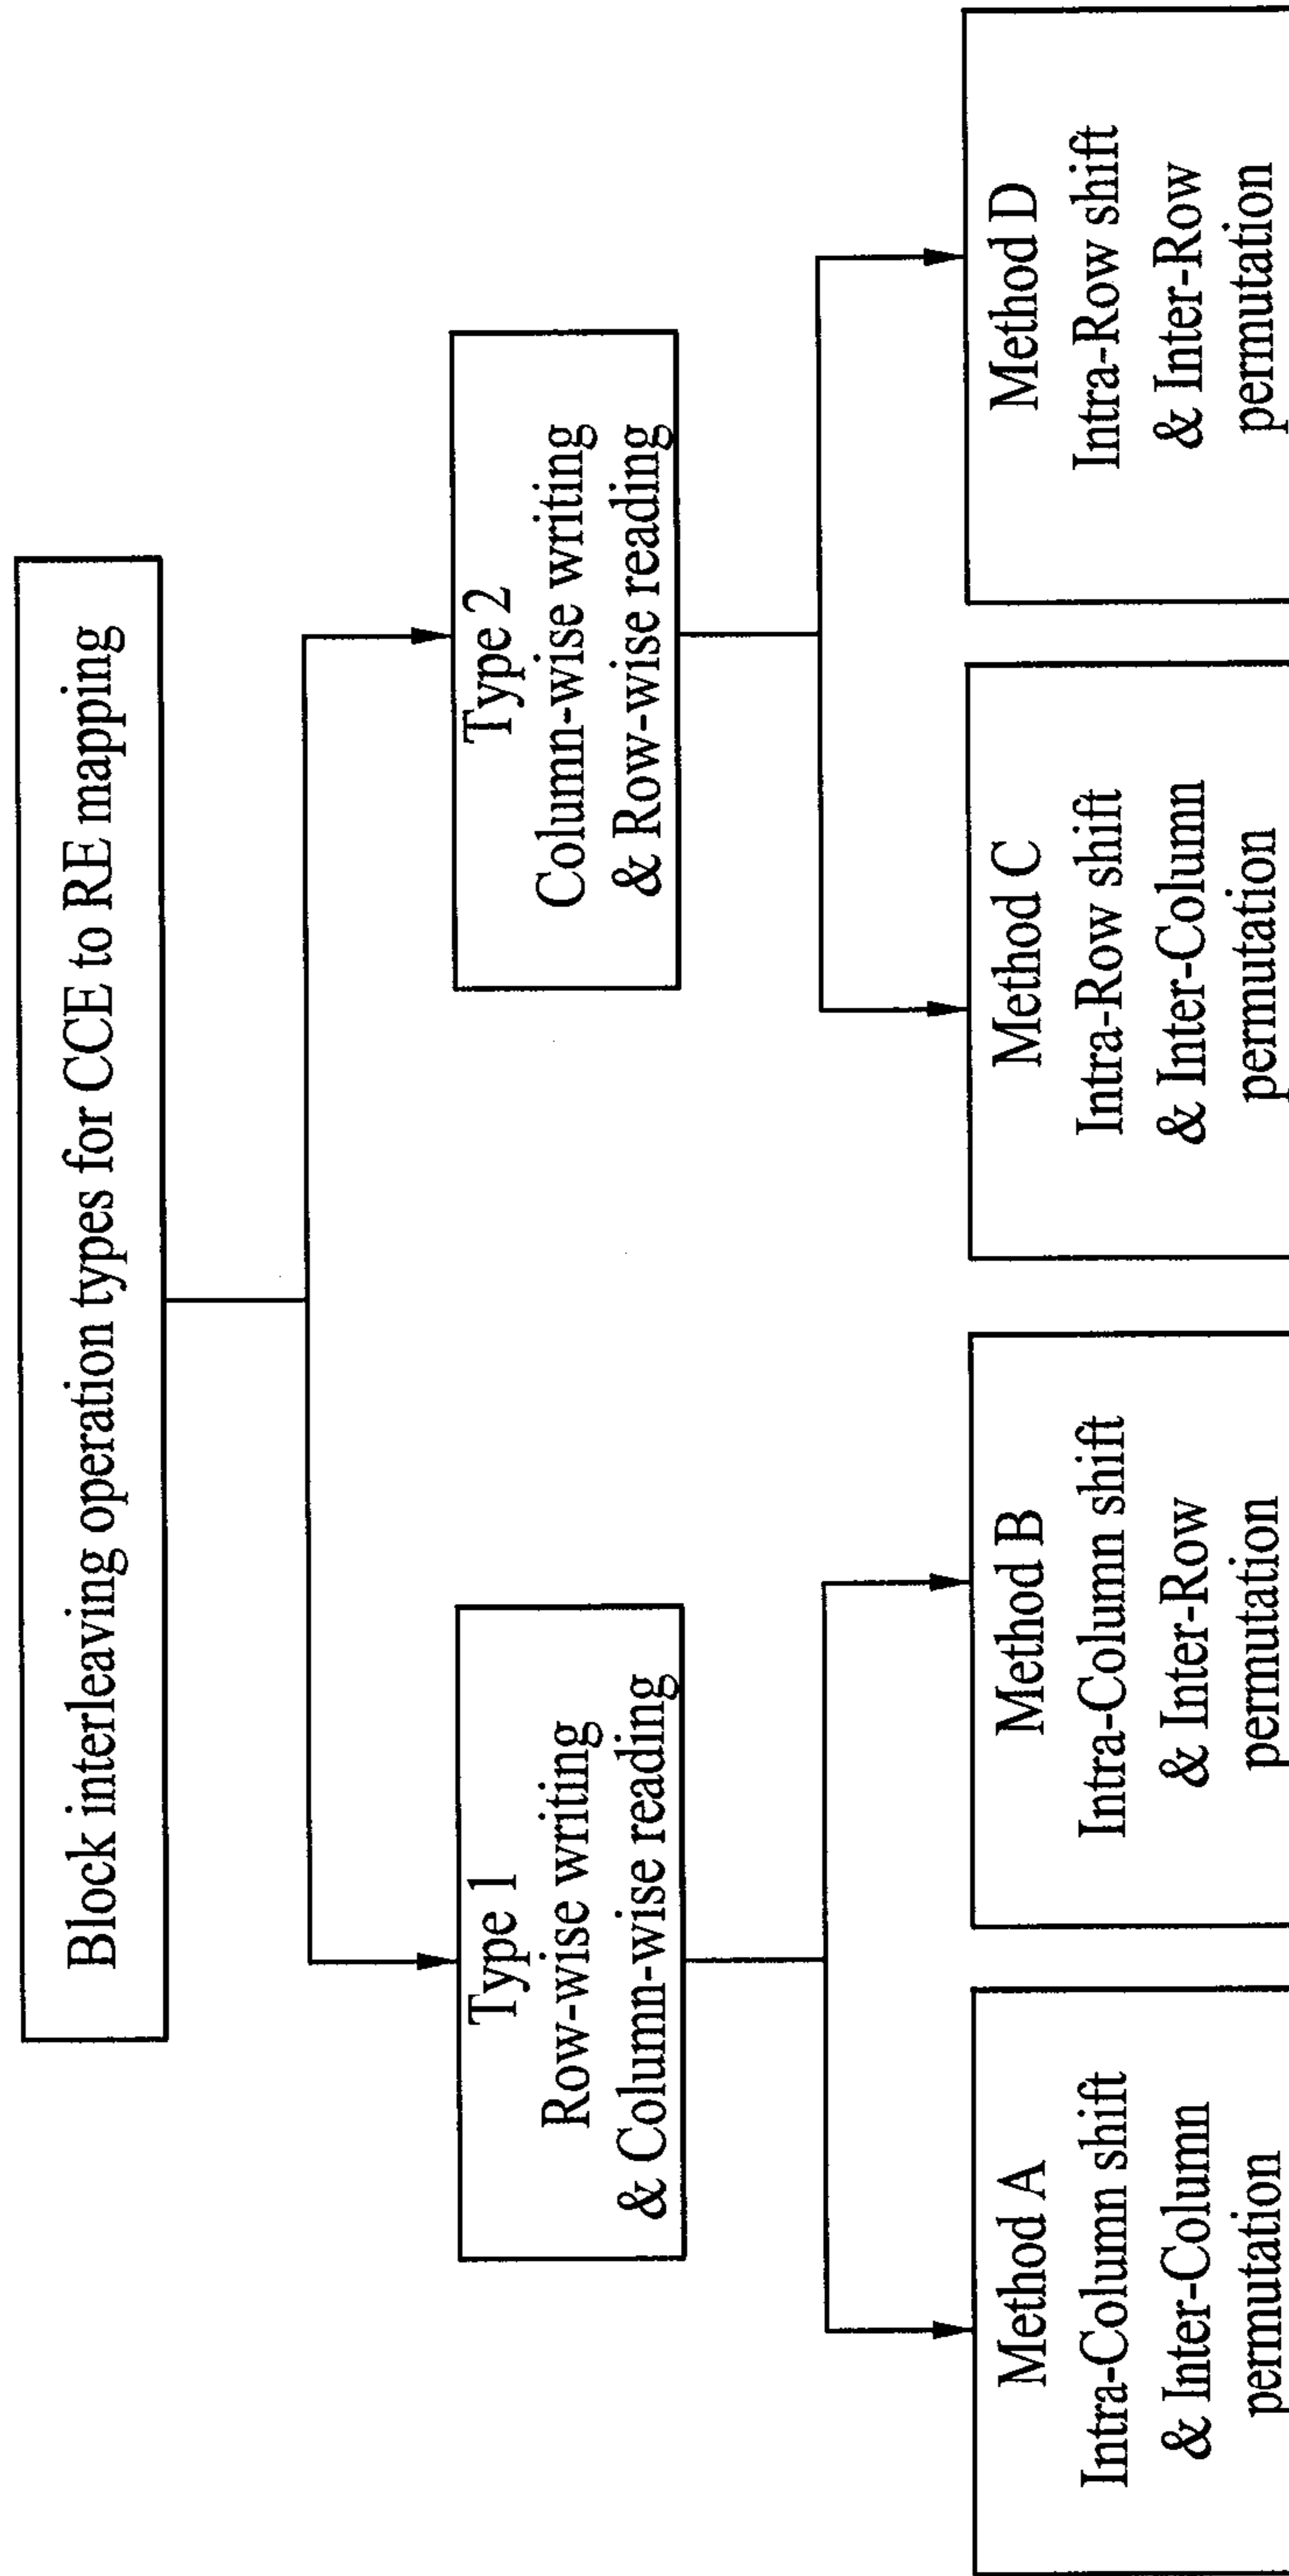 Block interleaving operation types for CCE to RE mapping
Type 1
Row-wise writing
& Column-wise reading
Type 2
Column-wise writing
& Row-wise reading
Method A
Intra-Column shift
& Inter-Column
permutation
Method B
Intra-Column shift
& Inter-Row
permutation
Method C
Intra-Row shift
& Inter-Column
permutation
Method D
Intra-Row shift
& Inter-Row
permutation